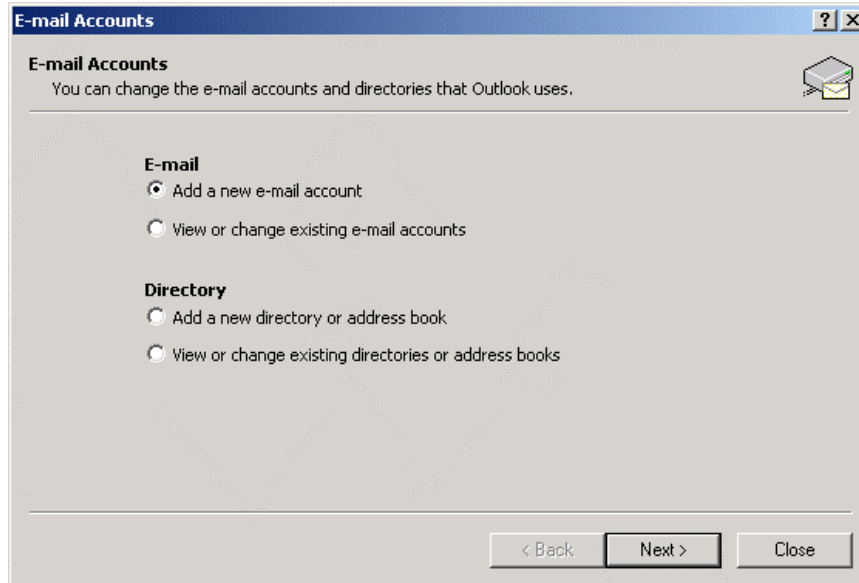 E-mail Accounts
E-mail Accounts
You can change the e-mail accounts and directories that Outlook uses.
E-mail
Add a new e-mail account
View or change existing e-mail accounts
Directory
Add a new directory or address book
View or change existing directories or address books
< Back Next > Close